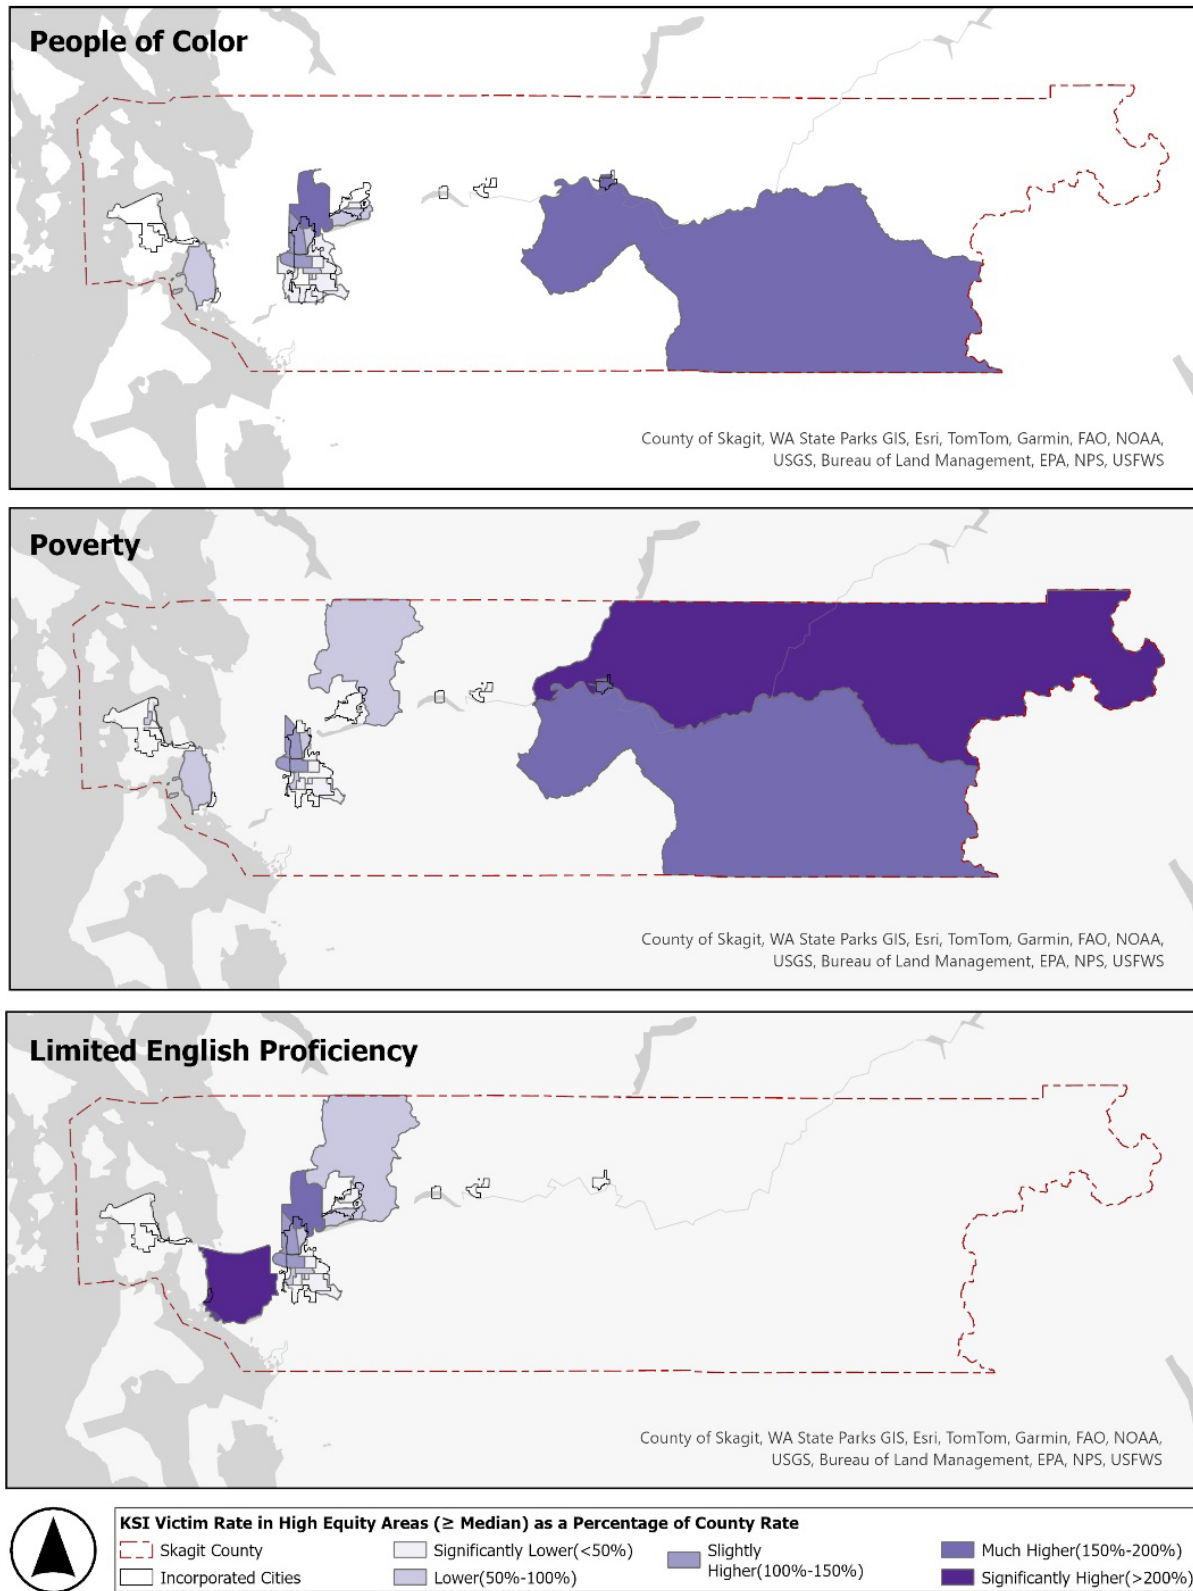 People of Color
County of Skagit, WA State Parks GIS, Esri, TomTom, Garmin, FAO, NOAA,
USGS, Bureau of Land Management, EPA, NPS, USFWS
Poverty
County of Skagit, WA State Parks GIS, Esri, TomTom, Garmin, FAO, NOAA,
USGS, Bureau of Land Management, EPA, NPS, USFWS
Limited English Proficiency
County of Skagit, WA State Parks GIS, Esri, TomTom, Garmin, FAO, NOAA,
USGS, Bureau of Land Management, EPA, NPS, USFWS
KSI Victim Rate in High Equity Areas (≥ Median) as a Percentage of County Rate
Skagit County
Incorporated Cities
Significantly Lower(<50%)
Lower(50%-100%)
Slightly
Higher(100%-150%)
Much Higher(150%-200%)
Significantly Higher(>200%)